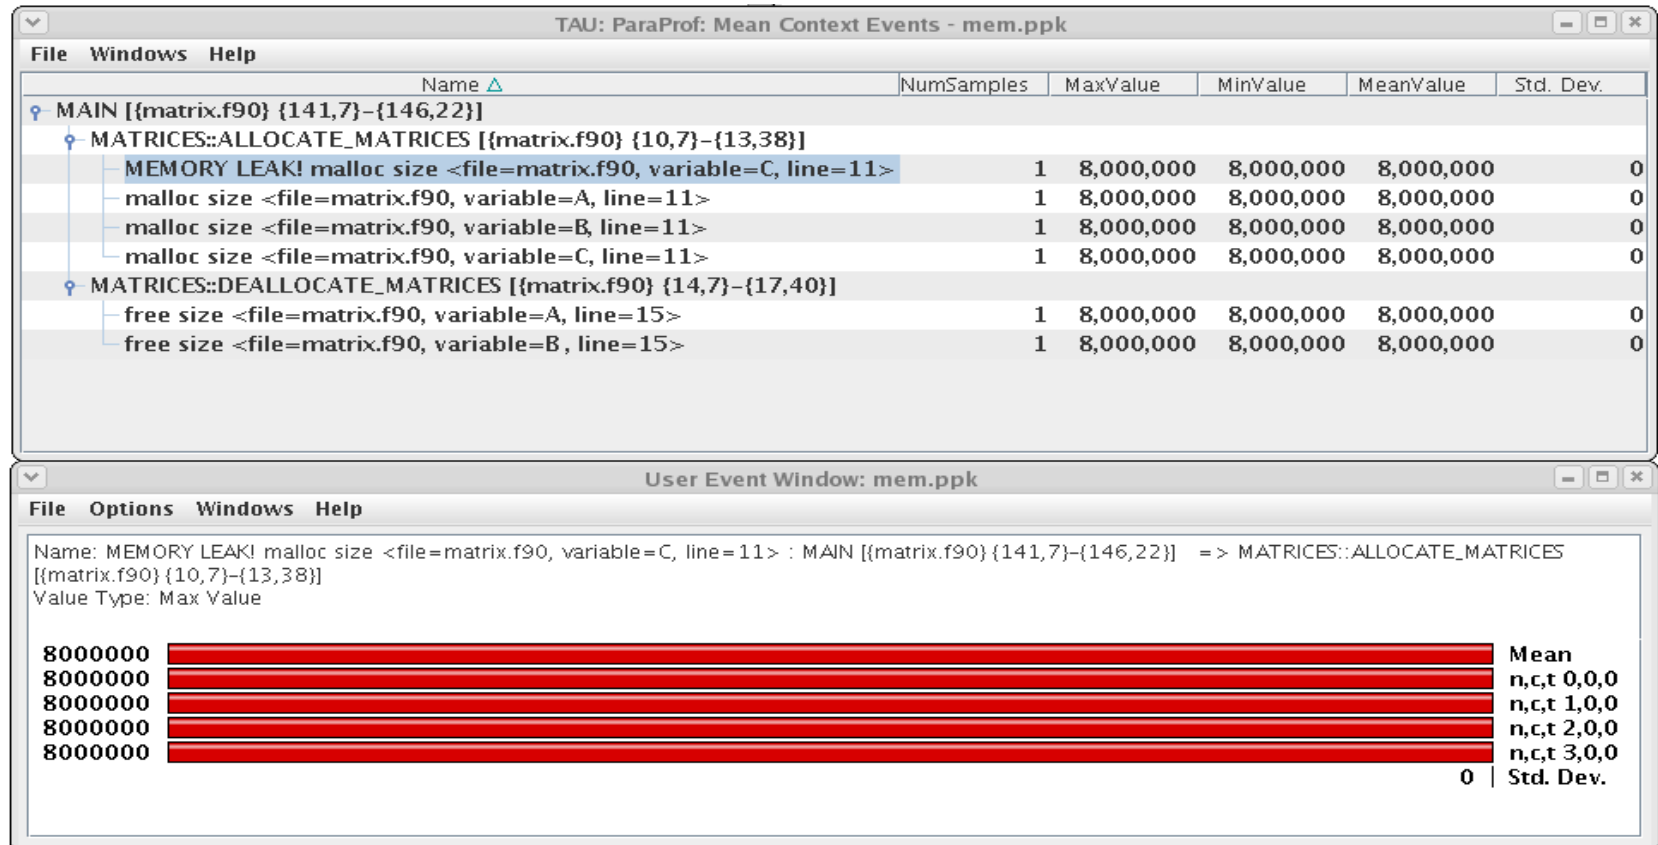 TAU: ParaProf: Mean Context Events - mem.ppk
File Windows Help
Name NumSamples MaxValue MinValue MeanValue Std. Dev.
MAIN [{matrix.f90} {141,7}-{146,22}]
MATRICES::ALLOCATE_MATRICES [{matrix.f90} {10,7}-{13,38}]
MEMORY LEAK! malloc size <file=matrix.f90, variable=C, line=11> 1 8,000,000 8,000,000 8,000,000 0
malloc size <file=matrix.f90, variable=A, line=11> 1 8,000,000 8,000,000 8,000,000 0
malloc size <file=matrix.f90, variable=B, line=11> 1 8,000,000 8,000,000 8,000,000 0
malloc size <file=matrix.f90, variable=C, line=11> 1 8,000,000 8,000,000 8,000,000 0
MATRICES::DEALLOCATE_MATRICES [{matrix.f90} {14,7}-{17,40}]
free size <file=matrix.f90, variable=A, line=15> 1 8,000,000 8,000,000 8,000,000 0
free size <file=matrix.f90, variable=B, line=15> 1 8,000,000 8,000,000 8,000,000 0
User Event Window: mem.ppk
File Options Windows Help
Name: MEMORY LEAK! malloc size <file=matrix.f90, variable=C, line=11> : MAIN [{matrix.f90} {141,7}-{146,22}] => MATRICES::ALLOCATE_MATRICES
[{matrix.f90} {10,7}-{13,38}]
Value Type: Max Value
8000000 Mean
8000000 n,c,t 0,0,0
8000000 n,c,t 1,0,0
8000000 n,c,t 2,0,0
8000000 n,c,t 3,0,0
0 Std. Dev.